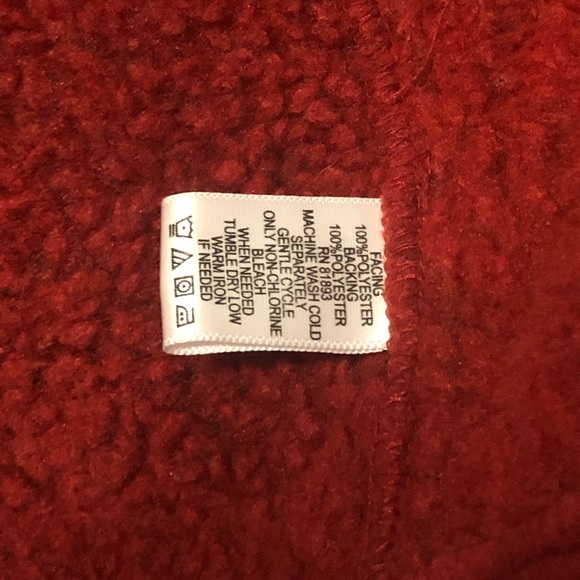 FACING
100%POLYESTER
BACKING
100%POLYESTER
RN 81893
MACHINE WASH COLD
SEPARATELY
GENTLE CYCLE
ONLY NON-CHLORINE
BLEACH
WHEN NEEDED
TUMBLE DRY LOW
WARM IRON
IF NEEDED